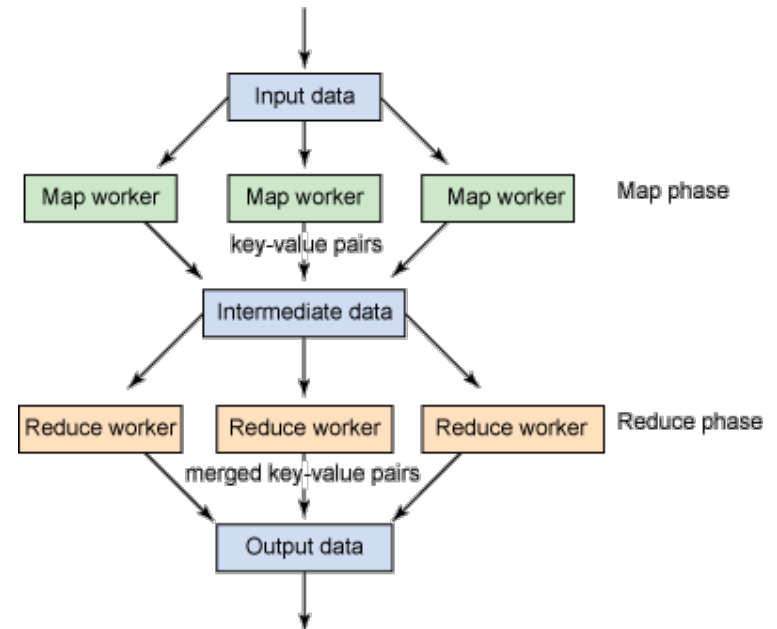 Input data
Map worker
Map worker
Map worker
Map phase
key-value pairs
Intermediate data
Reduce worker
Reduce worker
Reduce worker
Reduce phase
merged key-value pairs
Output data